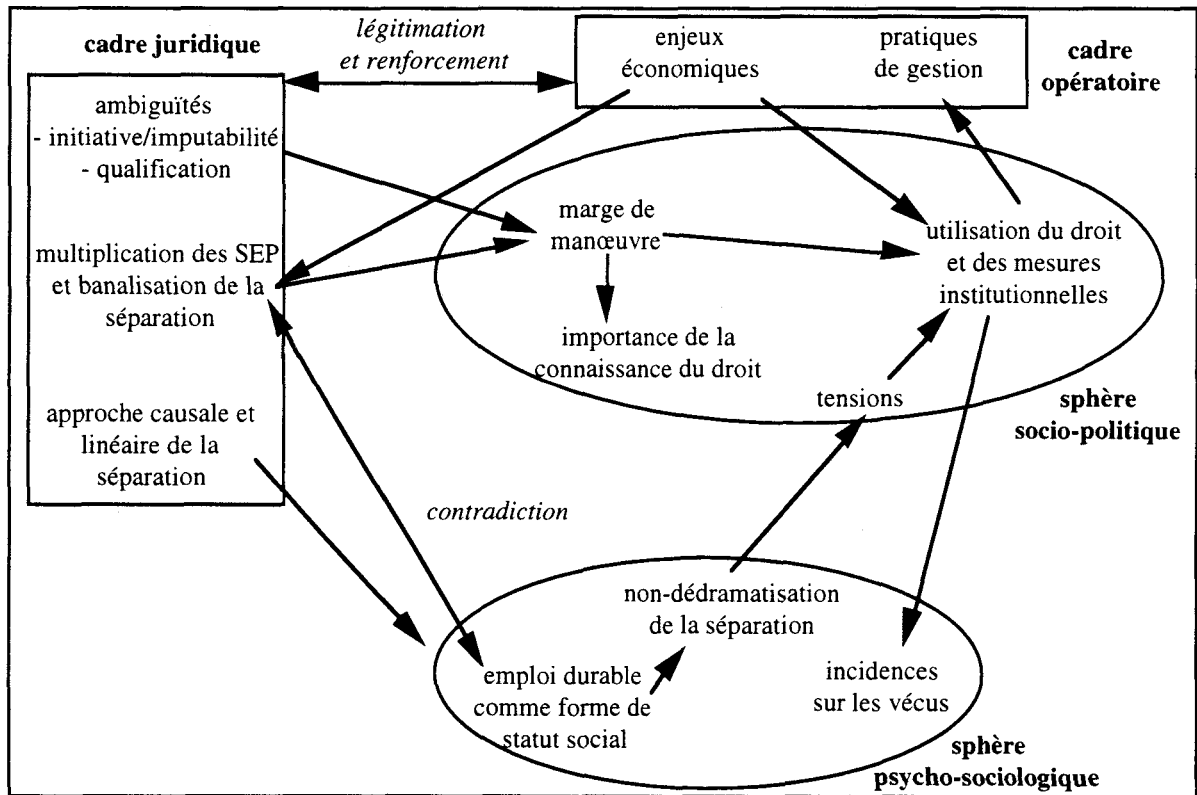 cadre juridique
ambiguïtés
- initiative/imputabilité
- qualification
multiplication des SEP
et banalisation de la
séparation
approche causale et
linéaire de la
séparation
légitimation
et renforcement
enjeux
économiques
pratiques
de gestion
cadre
opératoire
marge de
manœuvre
importance de la
connaissance du droit
utilisation du droit
et des mesures
institutionnelles
tensions
sphère
socio-politique
contradiction
non-dédramatisation
de la séparation
emploi durable
comme forme de
statut social
incidences
sur les vécus
sphère
psycho-sociologique